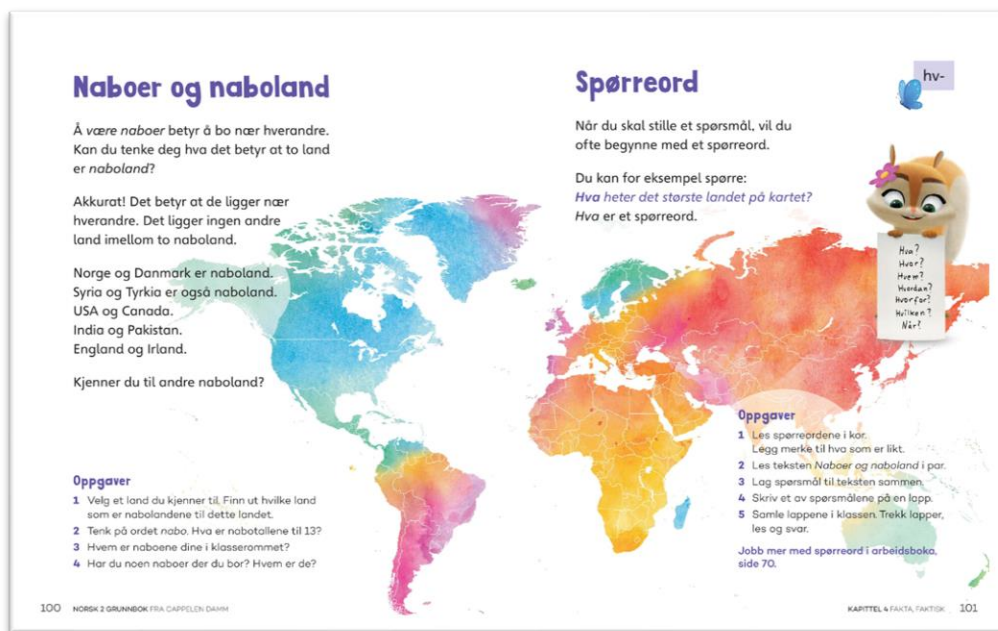 Naboer og naboland
Å være naboer betyr å bo nær hverandre.
Kan du tenke deg hva det betyr at to land
er naboland?
Akkurat! Det betyr at de ligger nær
hverandre. Det ligger ingen andre
land imellom to naboland.
Norge og Danmark er naboland.
Syria og Tyrkia er også naboland.
USA og Canada.
India og Pakistan.
England og Irland.
Kjenner du til andre naboland?
Oppgaver
1 Velg et land du kjenner til. Finn ut hvilke land
som er nabolandene til dette landet.
2 Tenk på ordet nabo. Hva er nabotallene til 13?
3 Hvem er naboene dine i klasserommet?
4 Har du noen naboer der du bor? Hvem er de?
100 NORSK 2 GRUNNBOK FRA CAPPELEN DAMM
Spørreord
hv-
Når du skal stille et spørsmål, vil du
ofte begynne med et spørreord.
Du kan for eksempel spørre:
Hva heter det største landet på kartet?
Hva er et spørreord.
Hva?
Hvor?
Hvem?
Hvordan?
Hvorfor?
Hvilken?
Når?
Oppgaver
1 Les spørreordene i kor.
Legg merke til hva som er likt.
2 Les teksten Naboer og naboland i par.
3 Lag spørsmål til teksten sammen.
4 Skriv et av spørsmålene på en lapp.
5 Samle lappene i klassen. Trekk lapper,
les og svar.
Jobb mer med spørreord i arbeidsboka,
side 70.
KAPITTEL 4 FAKTA, FAKTISK 101